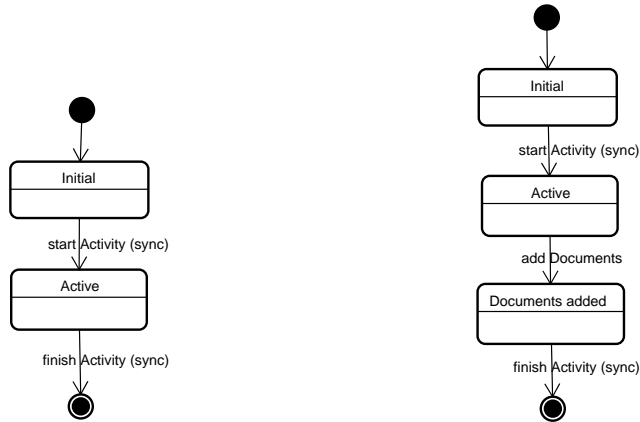 Initial
start Activity (sync)
Active
finish Activity (sync)
Initial
start Activity (sync)
Active
add Documents
Documents added
finish Activity (sync)